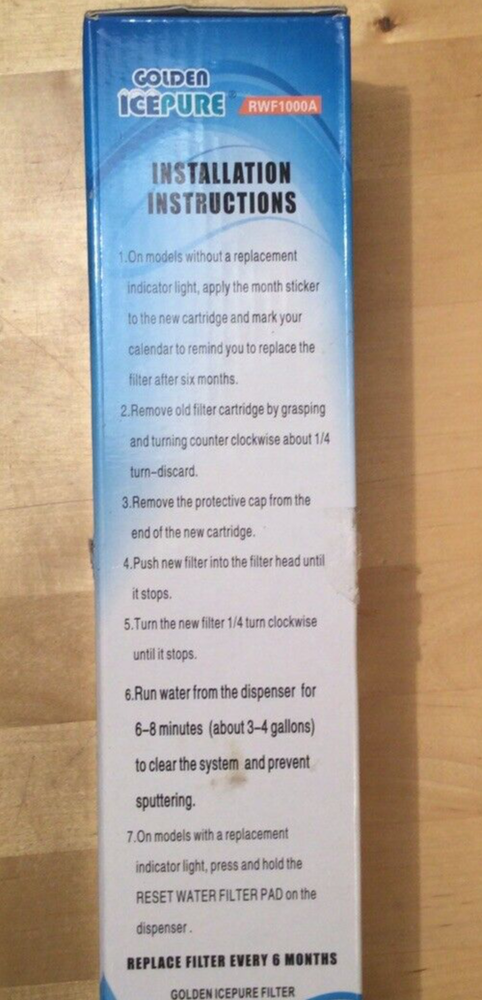 GOLDEN
ICEPURE® RWF1000A
INSTALLATION
INSTRUCTIONS
1.On models without a replacement
indicator light, apply the month sticker
to the new cartridge and mark your
calendar to remind you to replace the
filter after six months.
2.Remove old filter cartridge by grasping
and turning counter clockwise about 1/4
turn-discard.
3.Remove the protective cap from the
end of the new cartridge.
4.Push new filter into the filter head until
it stops.
5.Turn the new filter 1/4 turn clockwise
until it stops.
6.Run water from the dispenser for
6-8 minutes (about 3-4 gallons)
to clear the system and prevent
sputtering.
7.On models with a replacement
indicator light, press and hold the
RESET WATER FILTER PAD on the
dispenser.
REPLACE FILTER EVERY 6 MONTHS
GOLDEN ICEPURE FILTER